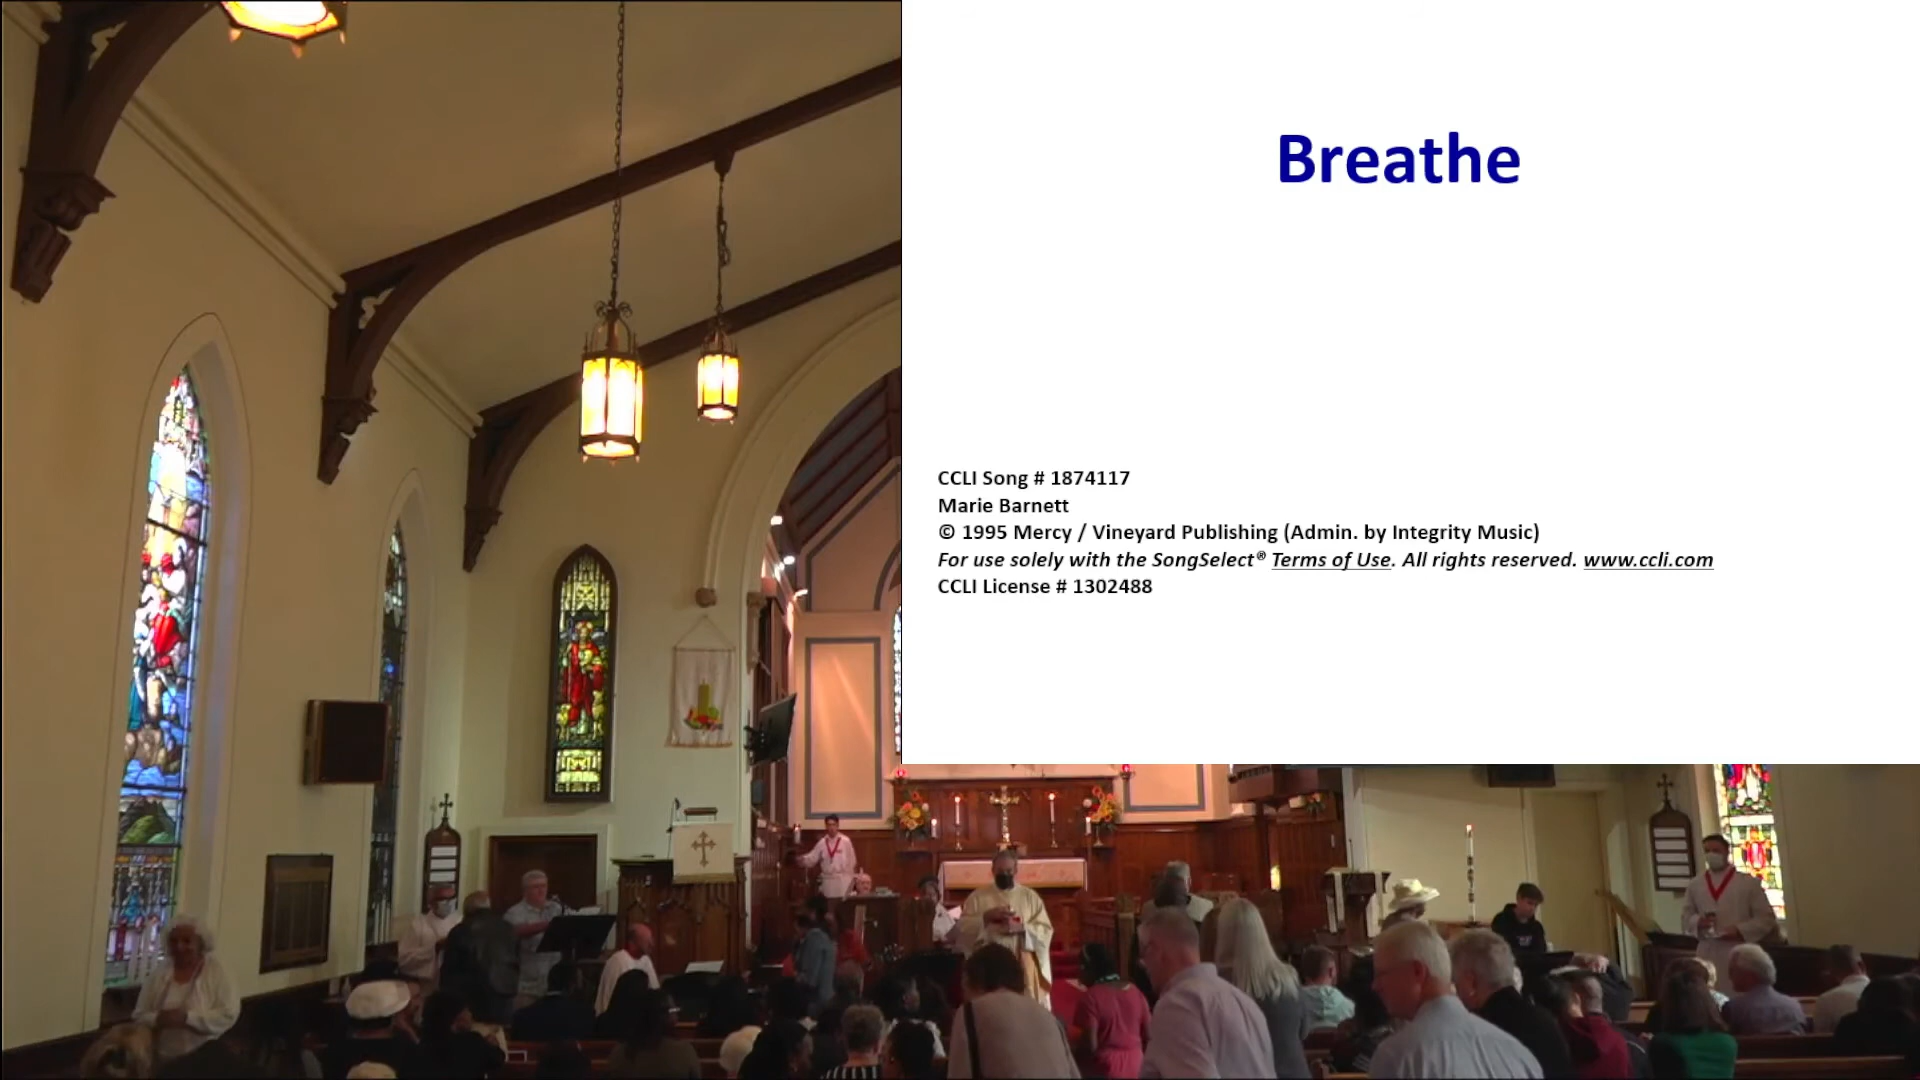 Breathe
CCLI Song # 1874117
Marie Barnett
© 1995 Mercy / Vineyard Publishing (Admin. by Integrity Music)
For use solely with the SongSelect® Terms of Use. All rights reserved. www.ccli.com
CCLI License # 1302488